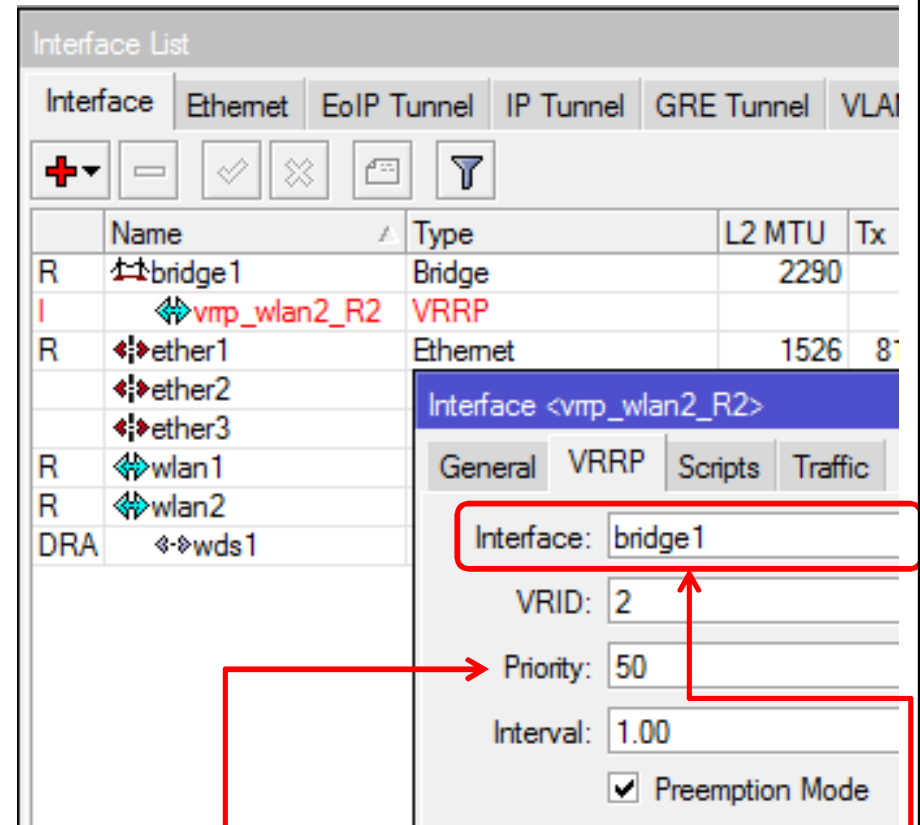 Interface List
Interface Ethernet EoIP Tunnel IP Tunnel GRE Tunnel
Name Type L2 MTU Tx
R bridge1 Bridge 2290
I vrrp_wlan2_R2 VRRP
R ether1 Ethernet 1526
ether2
Interface <vrrp_wlan2_R2>
ether3
R wlan1 General VRRP Scripts Traffic
R wlan2
DRA wds1 Interface: bridge1
VRID: 2
Priority: 50
Interval: 1.00
Preemption Mode